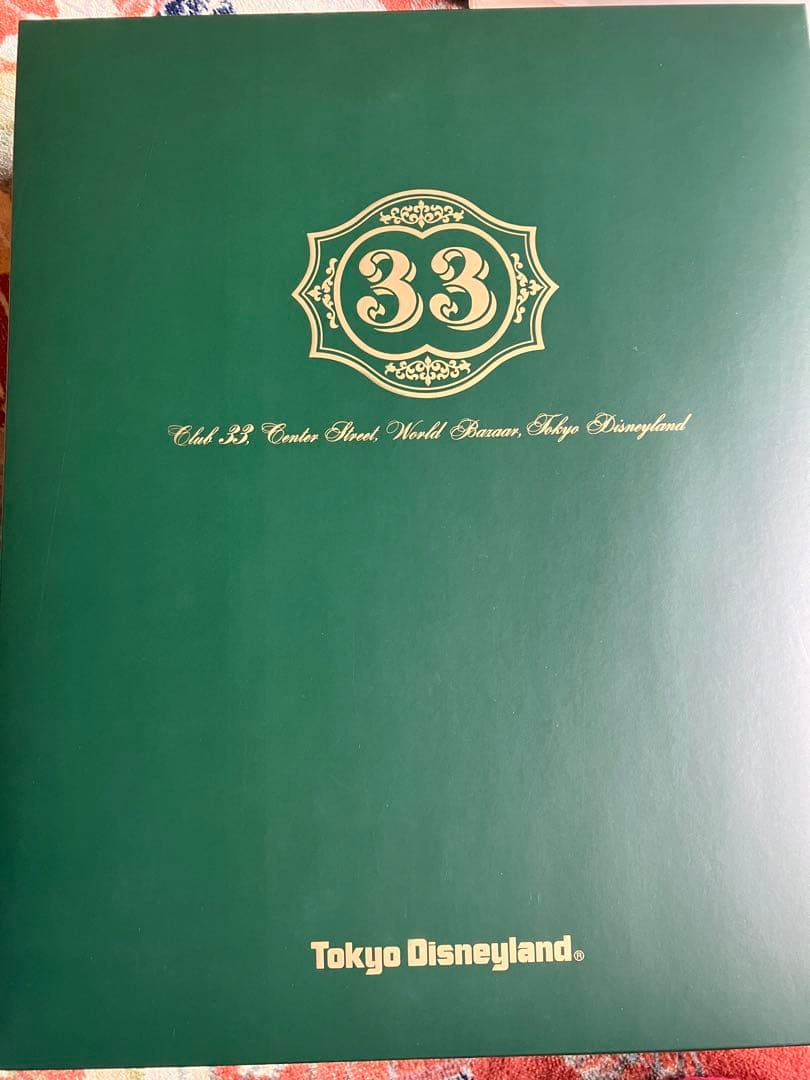 33
Club 33, Center Street, World Bazaar, Tokyo Disneyland
Tokyo Disneyland®